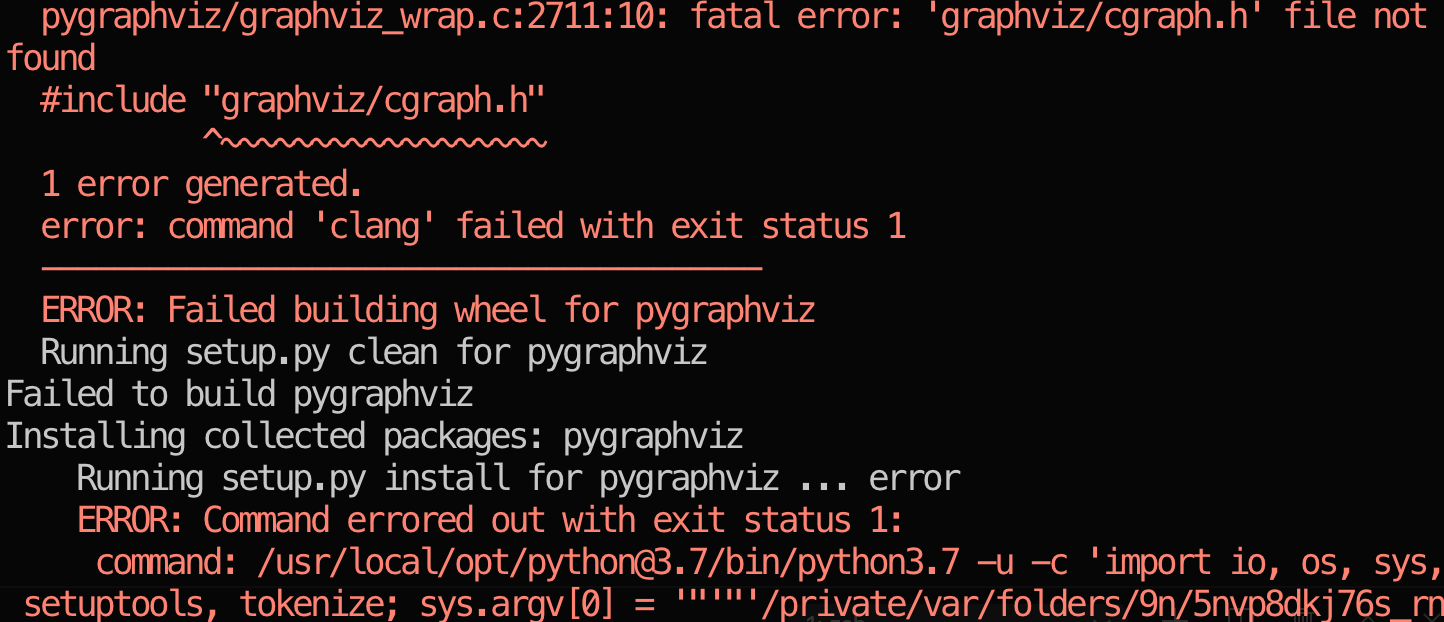 pygraphviz/graphviz_wrap.c:2711:10: fatal error: 'graphviz/cgraph.h' file not
found
#include "graphviz/cgraph.h"
^~~~~~~~~~~~~~~~~~~
1 error generated.
error: command 'clang' failed with exit status 1
----------------------------------------
ERROR: Failed building wheel for pygraphviz
Running setup.py clean for pygraphviz
Failed to build pygraphviz
Installing collected packages: pygraphviz
Running setup.py install for pygraphviz ... error
ERROR: Command errored out with exit status 1:
command: /usr/local/opt/python@3.7/bin/python3.7 -u -c 'import io, os, sys,
setuptools, tokenize; sys.argv[0] = '"'"'/private/var/folders/9n/5nvp8dkj76s_rn